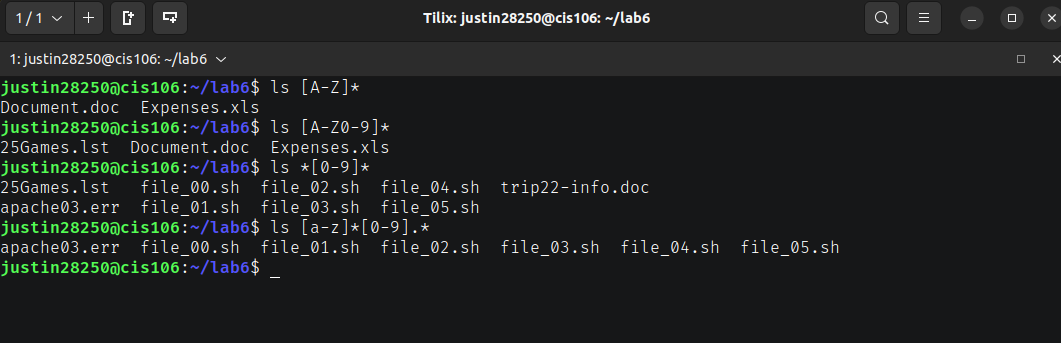 1 / 1 Tilix: justin28250@cis106: ~/lab6
1: justin28250@cis106: ~/lab6
justin28250@cis106:~/lab6$ ls [A-Z]*
Document.doc  Expenses.xls
justin28250@cis106:~/lab6$ ls [A-Z0-9]*
25Games.lst  Document.doc  Expenses.xls
justin28250@cis106:~/lab6$ ls *[0-9]*
25Games.lst   file_00.sh  file_02.sh  file_04.sh  trip22-info.doc
apache03.err  file_01.sh  file_03.sh  file_05.sh
justin28250@cis106:~/lab6$ ls [a-z]*[0-9].*
apache03.err  file_00.sh  file_01.sh  file_02.sh  file_03.sh  file_04.sh  file_05.sh
justin28250@cis106:~/lab6$ _